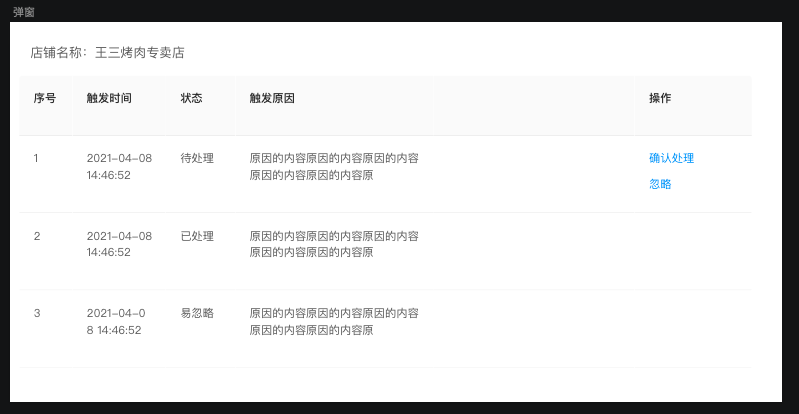 弹窗
店铺名称：王三烤肉专卖店
序号 触发时间 状态 触发原因 操作
1 2021-04-08 待处理 原因的内容原因的内容原因的内容 确认处理
14:46:52 原因的内容原因的内容原
忽略
2 2021-04-08 已处理 原因的内容原因的内容原因的内容
14:46:52 原因的内容原因的内容原
3 2021-04-0 易忽略 原因的内容原因的内容原因的内容
8 14:46:52 原因的内容原因的内容原